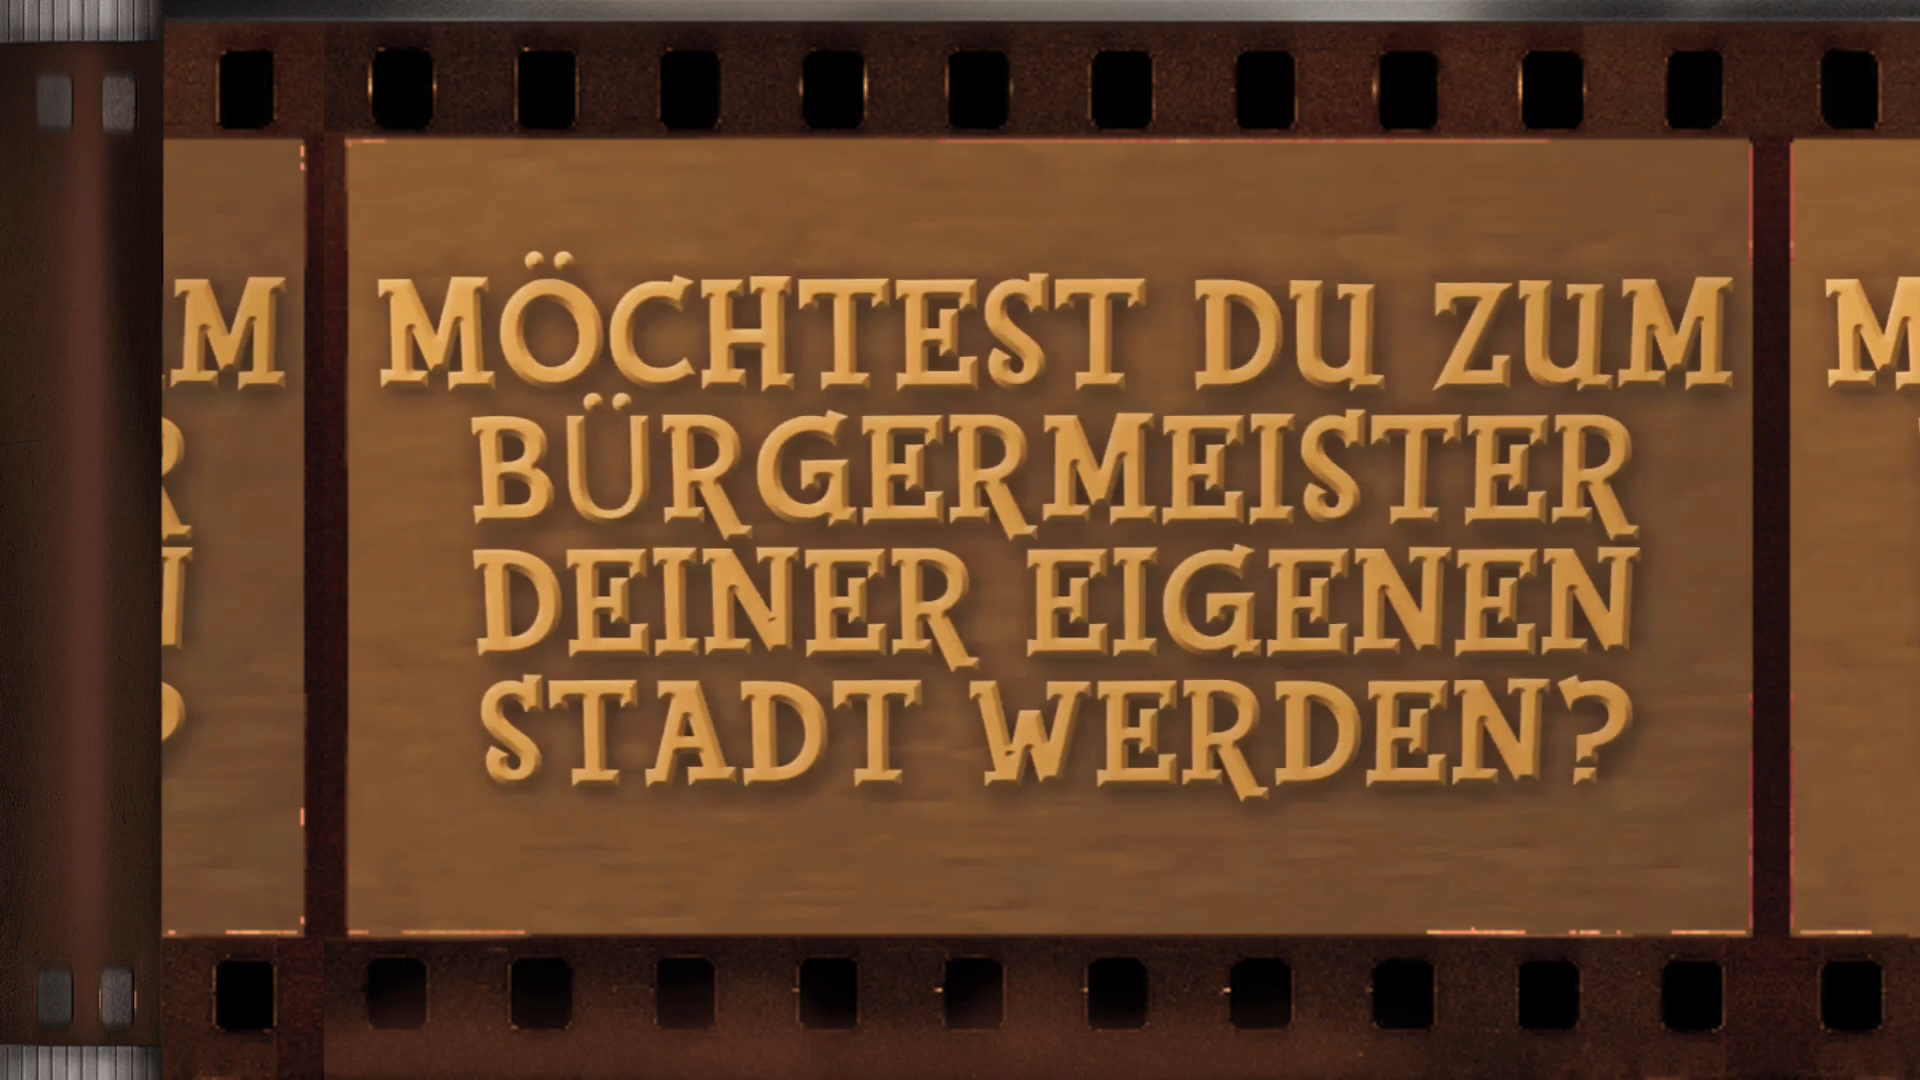 MÖCHTEST DU ZUM
BÜRGERMEISTER
DEINER EIGENEN
STADT WERDEN?